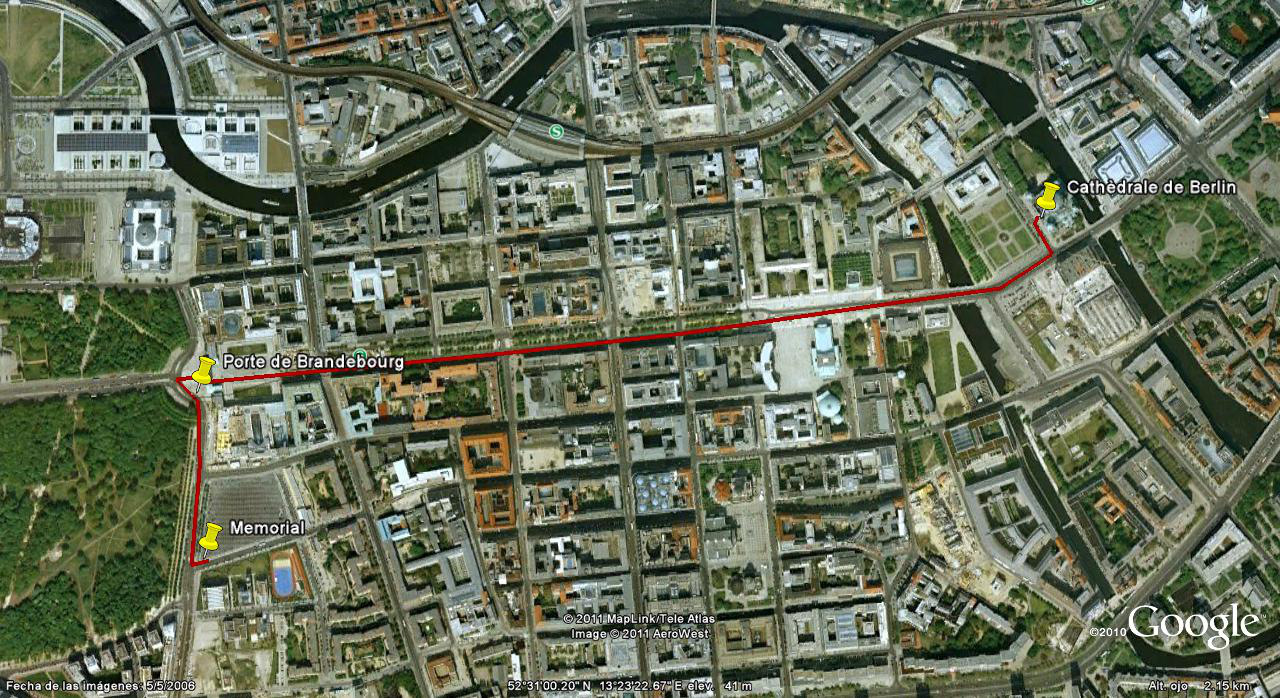 S
Cathédrale de Berlin
Porte de Brandebourg
Memorial
© 2011 MapLink/Tele Atlas
Image © 2011 AeroWest
©2010 Google™
Fecha de las imágenes: 5/5/2006
52°31'00.20" N 13°23'22.67" E elev. 41 m
Alt. ojo 2.15 km